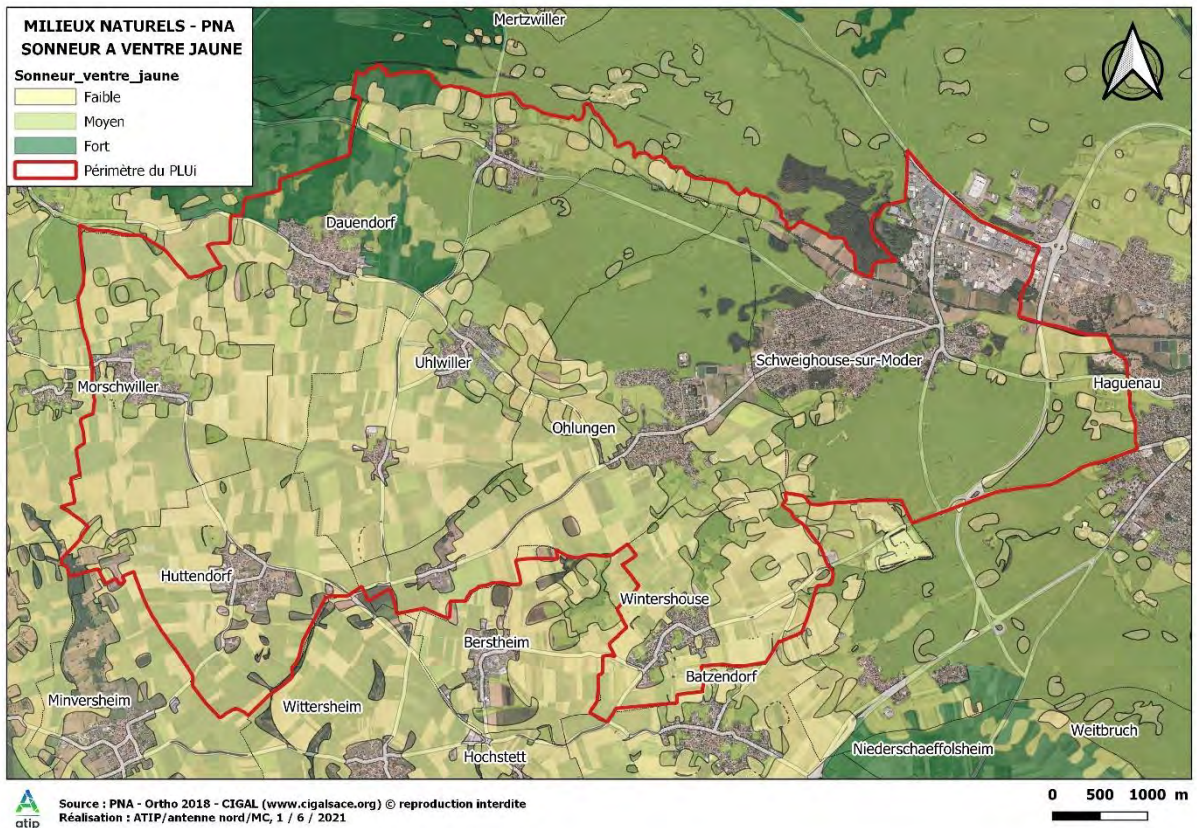 MILIEUX NATURELS - PNA
SONNEUR A VENTRE JAUNE
Sonneur_ventre_jaune
Faible
Moyen
Fort
Périmètre du PLUi
Mertzwiller
Dauendorf
Uhlwiller
Schweighouse-sur-Moder
Morschwiller
Haguenau
Ohlungen
Huttendorf
Wintershouse
Berstheim
Batzendorf
Minversheim
Wittersheim
Weitbruch
Niederschaeffolsheim
Hochstett
atip
Source : PNA - Ortho 2018 - CIGAL (www.cigalsace.org) © reproduction interdite
Réalisation : ATIP/antenne nord/MC, 1 / 6 / 2021
0 500 1000 m